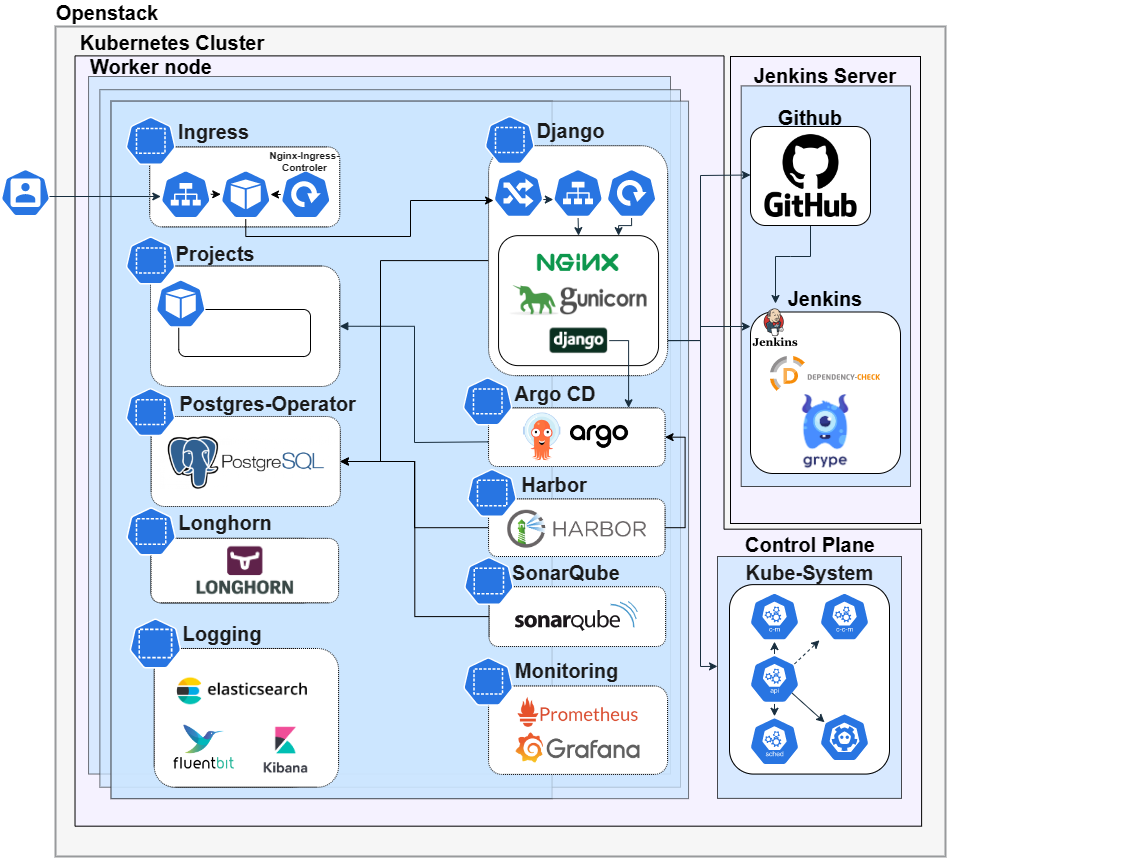 Openstack
Kubernetes Cluster
Worker node
Ingress
Nginx-Ingress-
Controler
Projects
Postgres-Operator
PostgreSQL
Longhorn
LONGHORN
Logging
elasticsearch
fluentbit
Kibana
Django
NGINX
gunicorn
django
Argo CD
argo
Harbor
HARBOR
SonarQube
sonarqube
Monitoring
Prometheus
Grafana
Jenkins Server
Github
GitHub
Jenkins
Jenkins
DEPENDENCY-CHECK
grype
Control Plane
Kube-System
c-m
c-c-m
api
sched